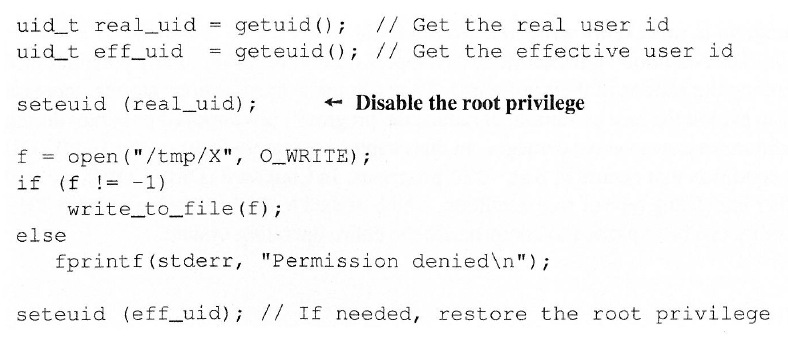 uid_t real_uid = getuid();  // Get the real user id
uid_t eff_uid  = geteuid(); // Get the effective user id
seteuid (real_uid);     ← Disable the root privilege
f = open("/tmp/X", O_WRITE);
if (f != -1)
    write_to_file(f);
else
   fprintf(stderr, "Permission denied\n");
seteuid (eff_uid); // If needed, restore the root privilege